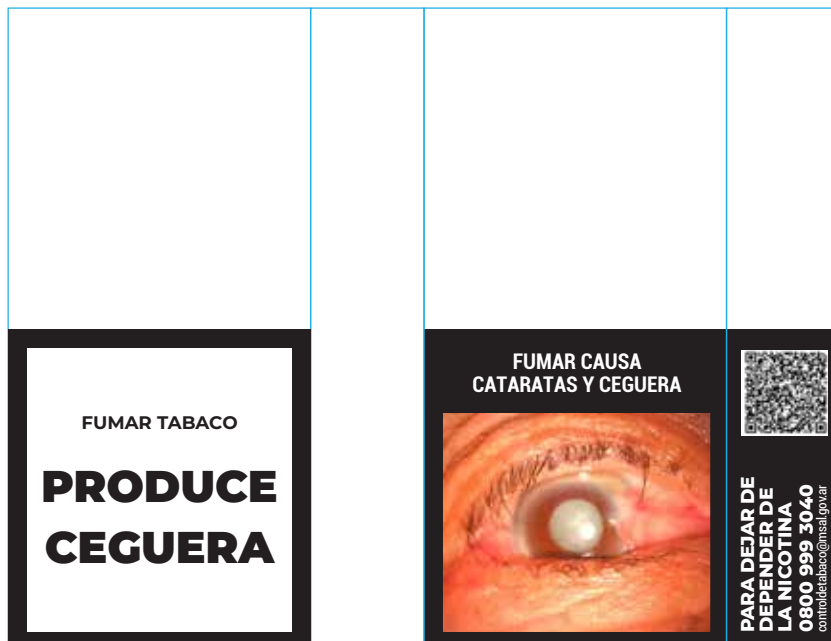 FUMAR TABACO
PRODUCE
CEGUERA
FUMAR CAUSA
CATARATAS Y CEGUERA
PARA DEJAR DE
DEPENDER DE
LA NICOTINA
0800 999 3040
controldetabaco@msal.gov.ar